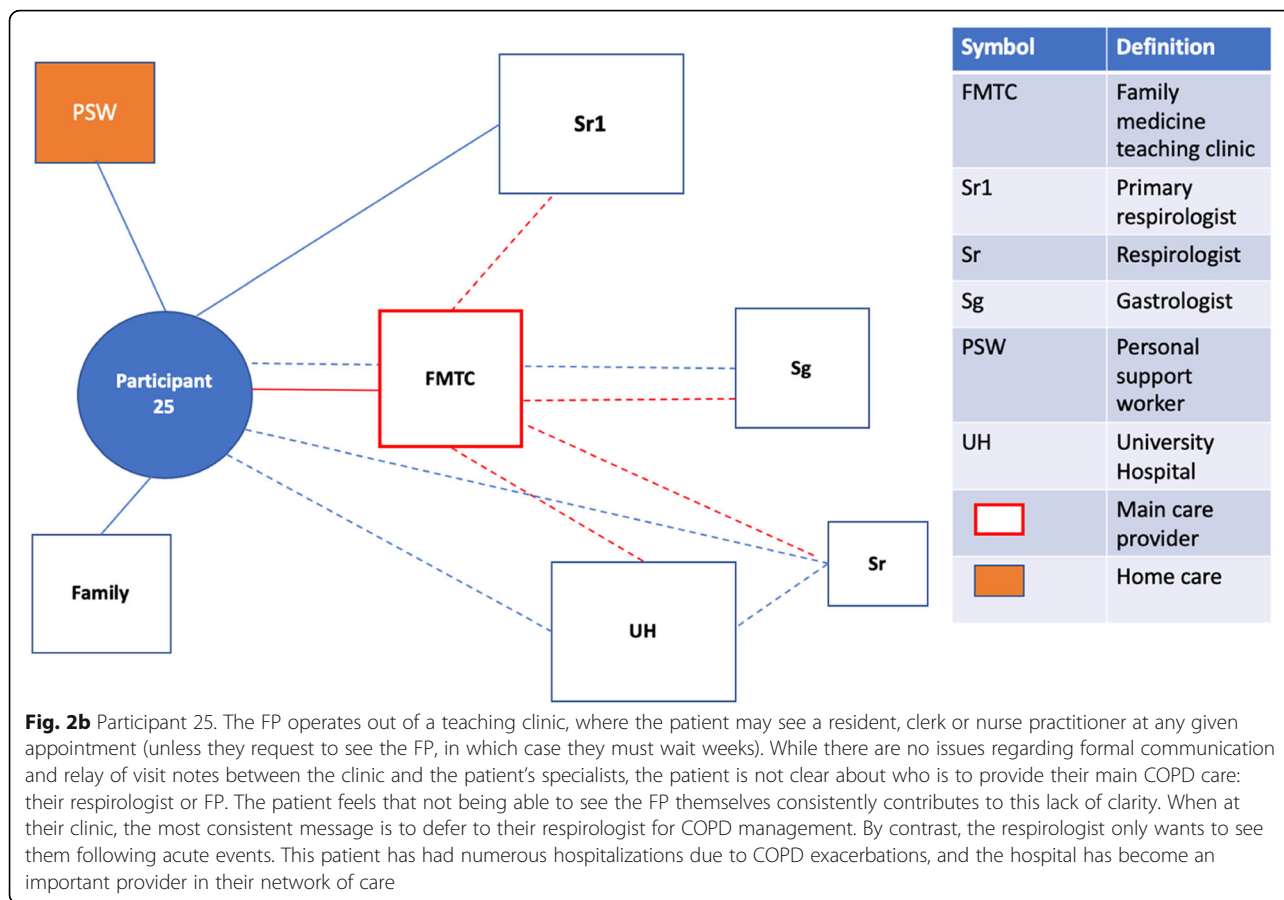 PSW
Sr1
Participant
25
FMTC
Sg
Family
UH
Sr
Symbol Definition
FMTC Family
medicine
teaching clinic
Sr1 Primary
respirologist
Sr Respirologist
Sg Gastrologist
PSW Personal
support
worker
UH University
Hospital
Main care
provider
Home care
Fig. 2b Participant 25. The FP operates out of a teaching clinic, where the patient may see a resident, clerk or nurse practitioner at any given
appointment (unless they request to see the FP, in which case they must wait weeks). While there are no issues regarding formal communication
and relay of visit notes between the clinic and the patient's specialists, the patient is not clear about who is to provide their main COPD care:
their respirologist or FP. The patient feels that not being able to see the FP themselves consistently contributes to this lack of clarity. When at
their clinic, the most consistent message is to defer to their respirologist for COPD management. By contrast, the respirologist only wants to see
them following acute events. This patient has had numerous hospitalizations due to COPD exacerbations, and the hospital has become an
important provider in their network of care